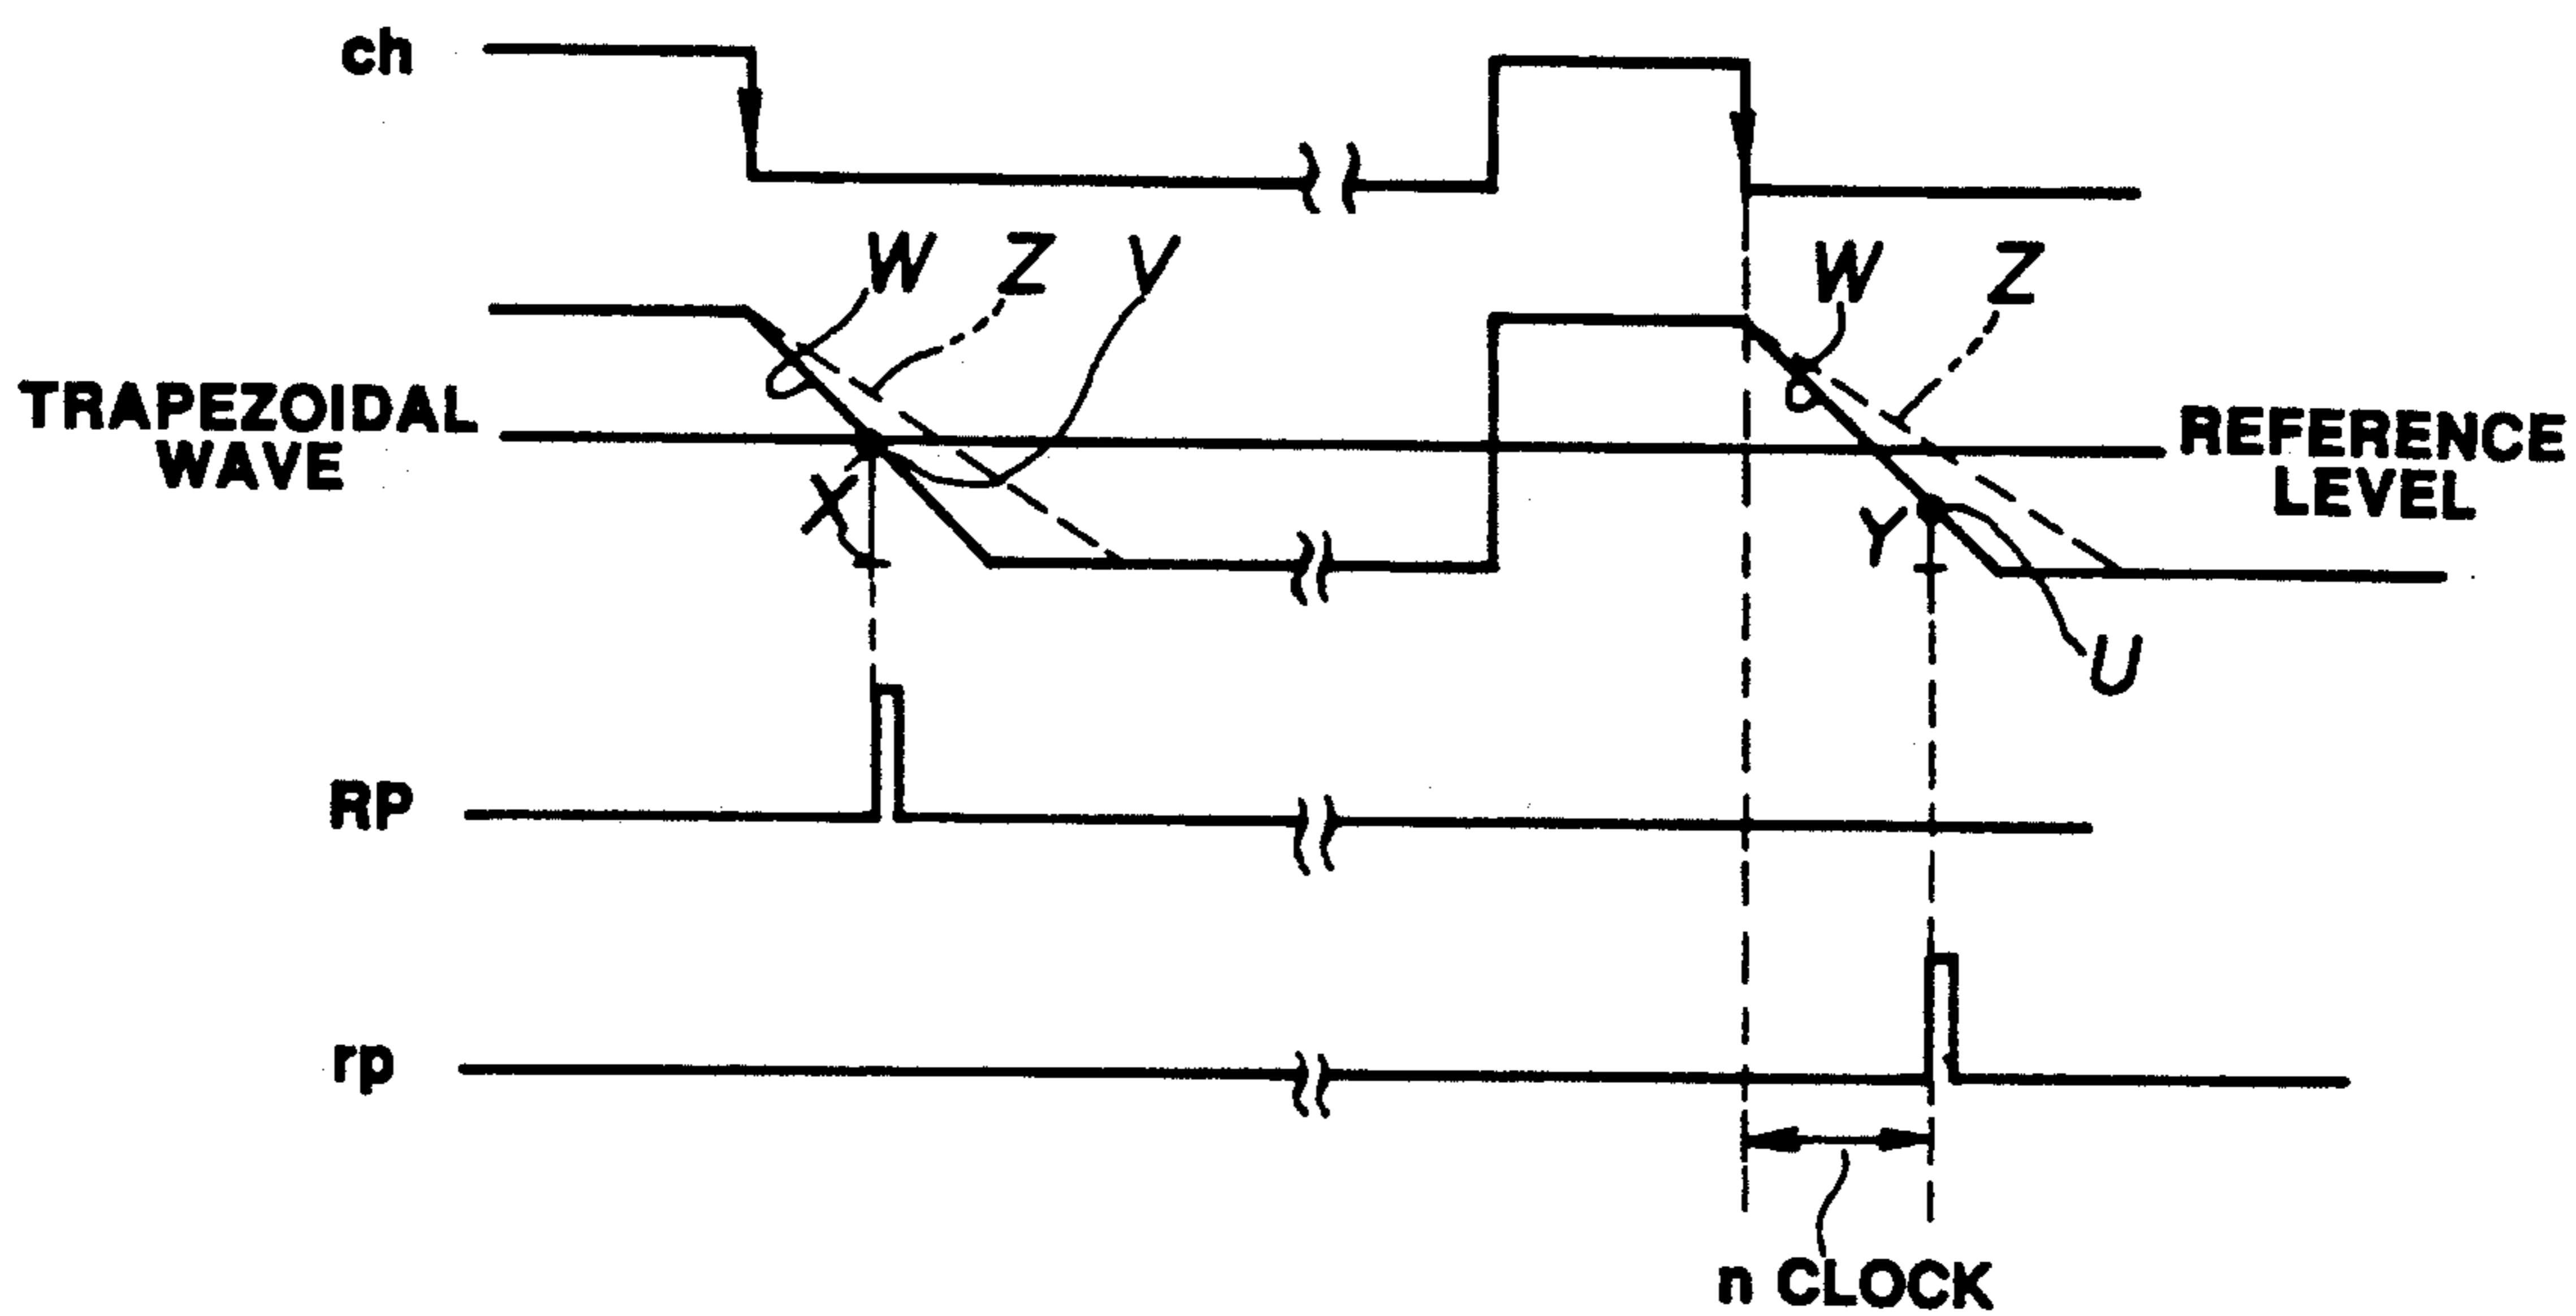 ch
W Z V
W Z
TRAPEZOIDAL
WAVE
REFERENCE
LEVEL
X
Y
U
RP
rp
n CLOCK